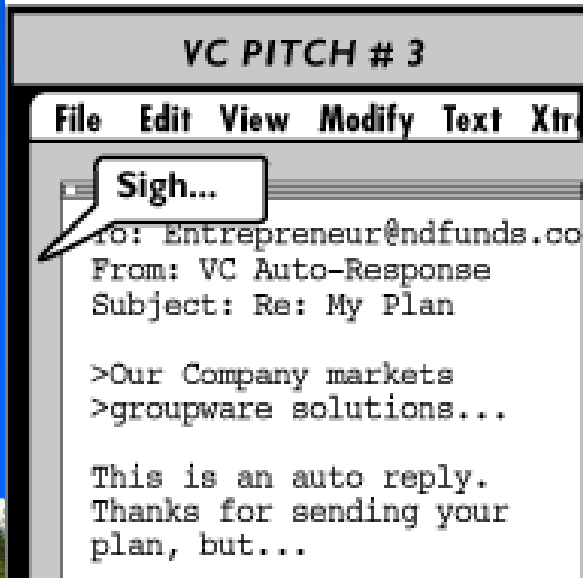 VC PITCH # 3
File Edit View Modify Text
Sigh...
To: Entrepreneur@ndfunds.co
From: VC Auto-Response
Subject: Re: My Plan
>Our Company markets
>groupware solutions...
This is an auto reply.
Thanks for sending your
plan, but...